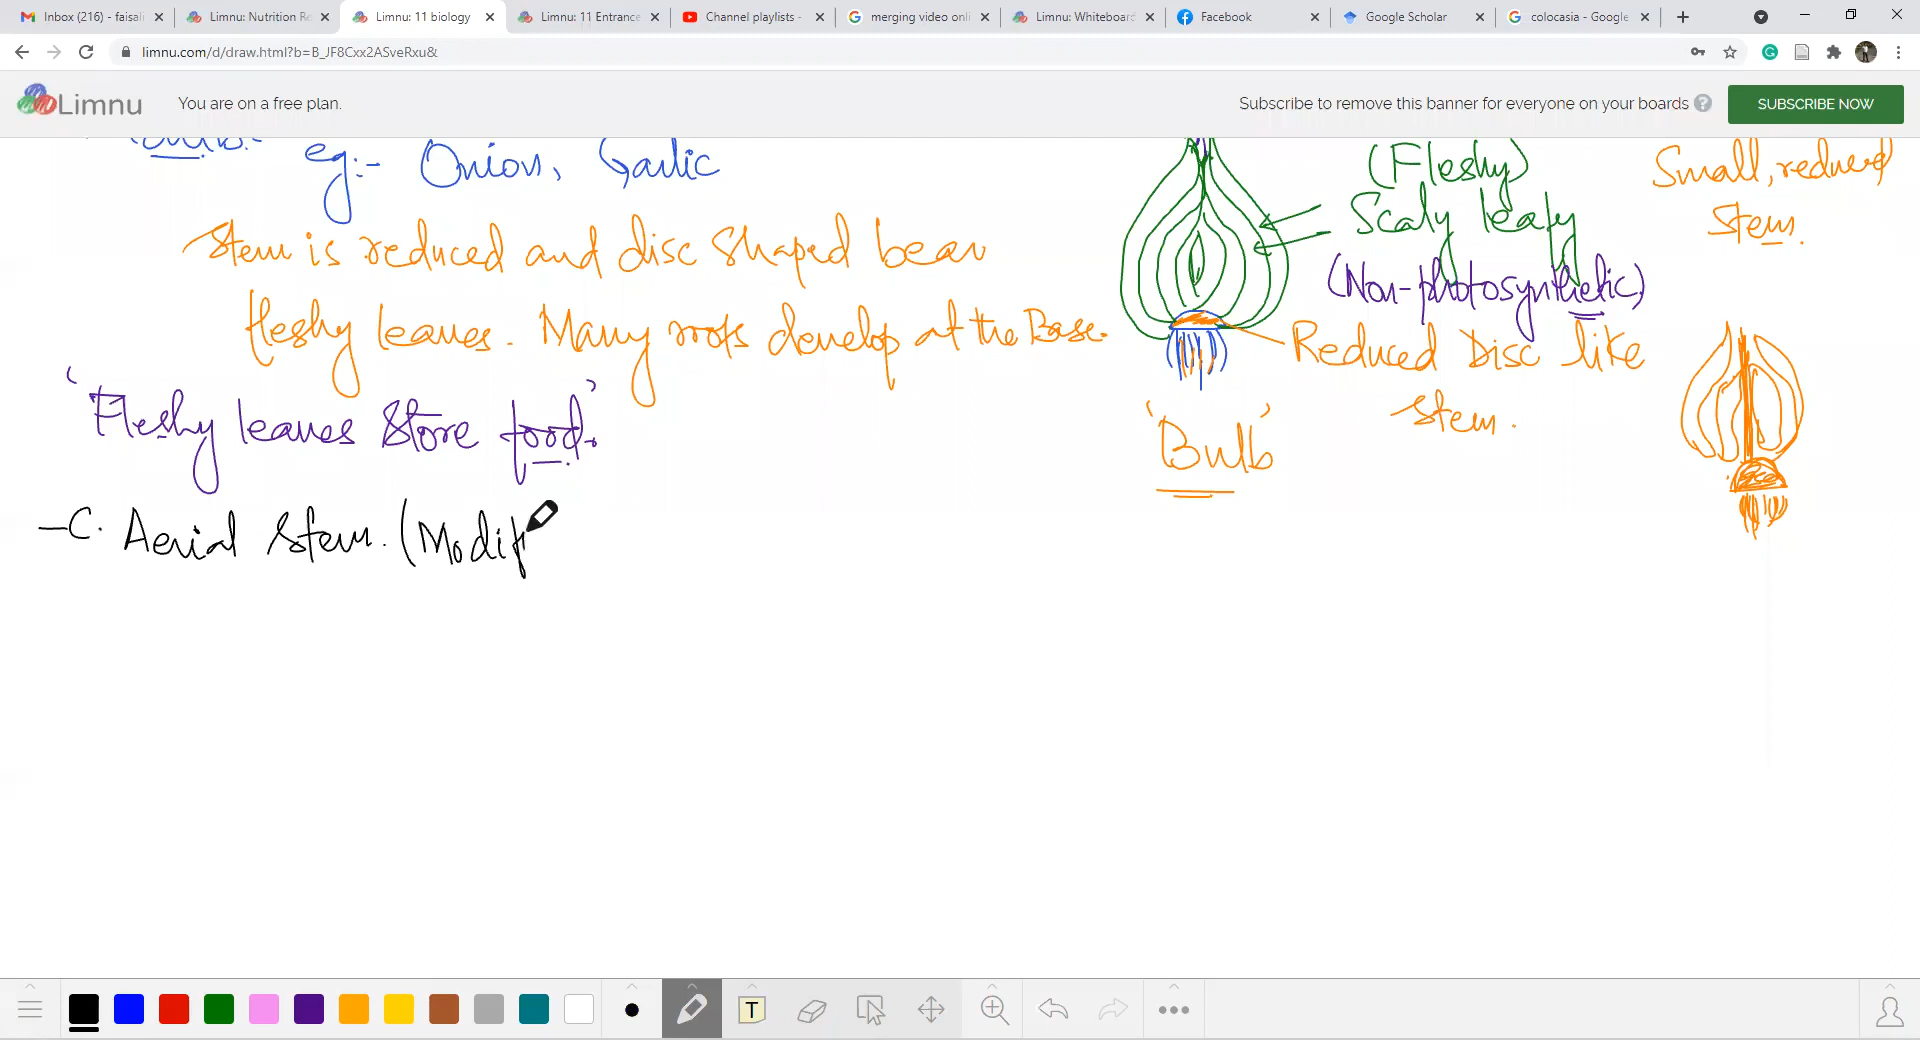 Inbox (216) - faisali
Limnu: Nutrition Re
Limnu: 11 biology
Limnu: 11 Entrance
Channel playlists -
merging video onli
Limnu: Whiteboard
Facebook
Google Scholar
colocasia - Google
limnu.com/d/draw.html?b=B_JF8Cxx2ASveRxu&
Limnu
You are on a free plan.
Subscribe to remove this banner for everyone on your boards ?
SUBSCRIBE NOW
eg:- Onion, Garlic
Stem is reduced and disc shaped bear
fleshy leaves. Many roots develop at the Base.
'Fleshy leaves store food.'
-C. Aerial Stem. (Modif
(Fleshy)
Scaly leafy
(Non-photosynthetic)
Reduced Disc like
stem.
'Bulb'
Small, reduced
Stem.
T